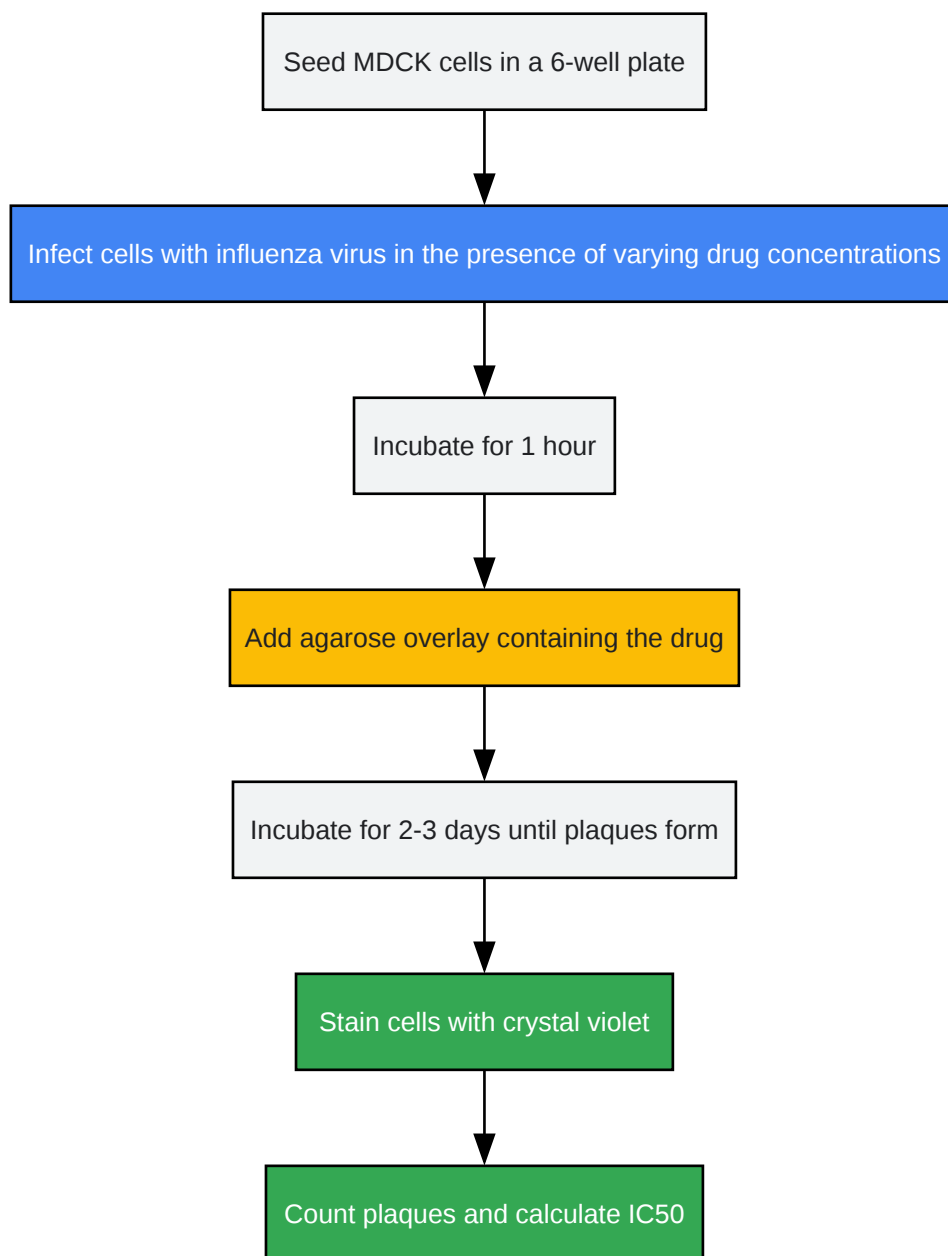 Seed MDCK cells in a 6-well plate
Infect cells with influenza virus in the presence of varying drug concentrations
Incubate for 1 hour
Add agarose overlay containing the drug
Incubate for 2-3 days until plaques form
Stain cells with crystal violet
Count plaques and calculate IC50